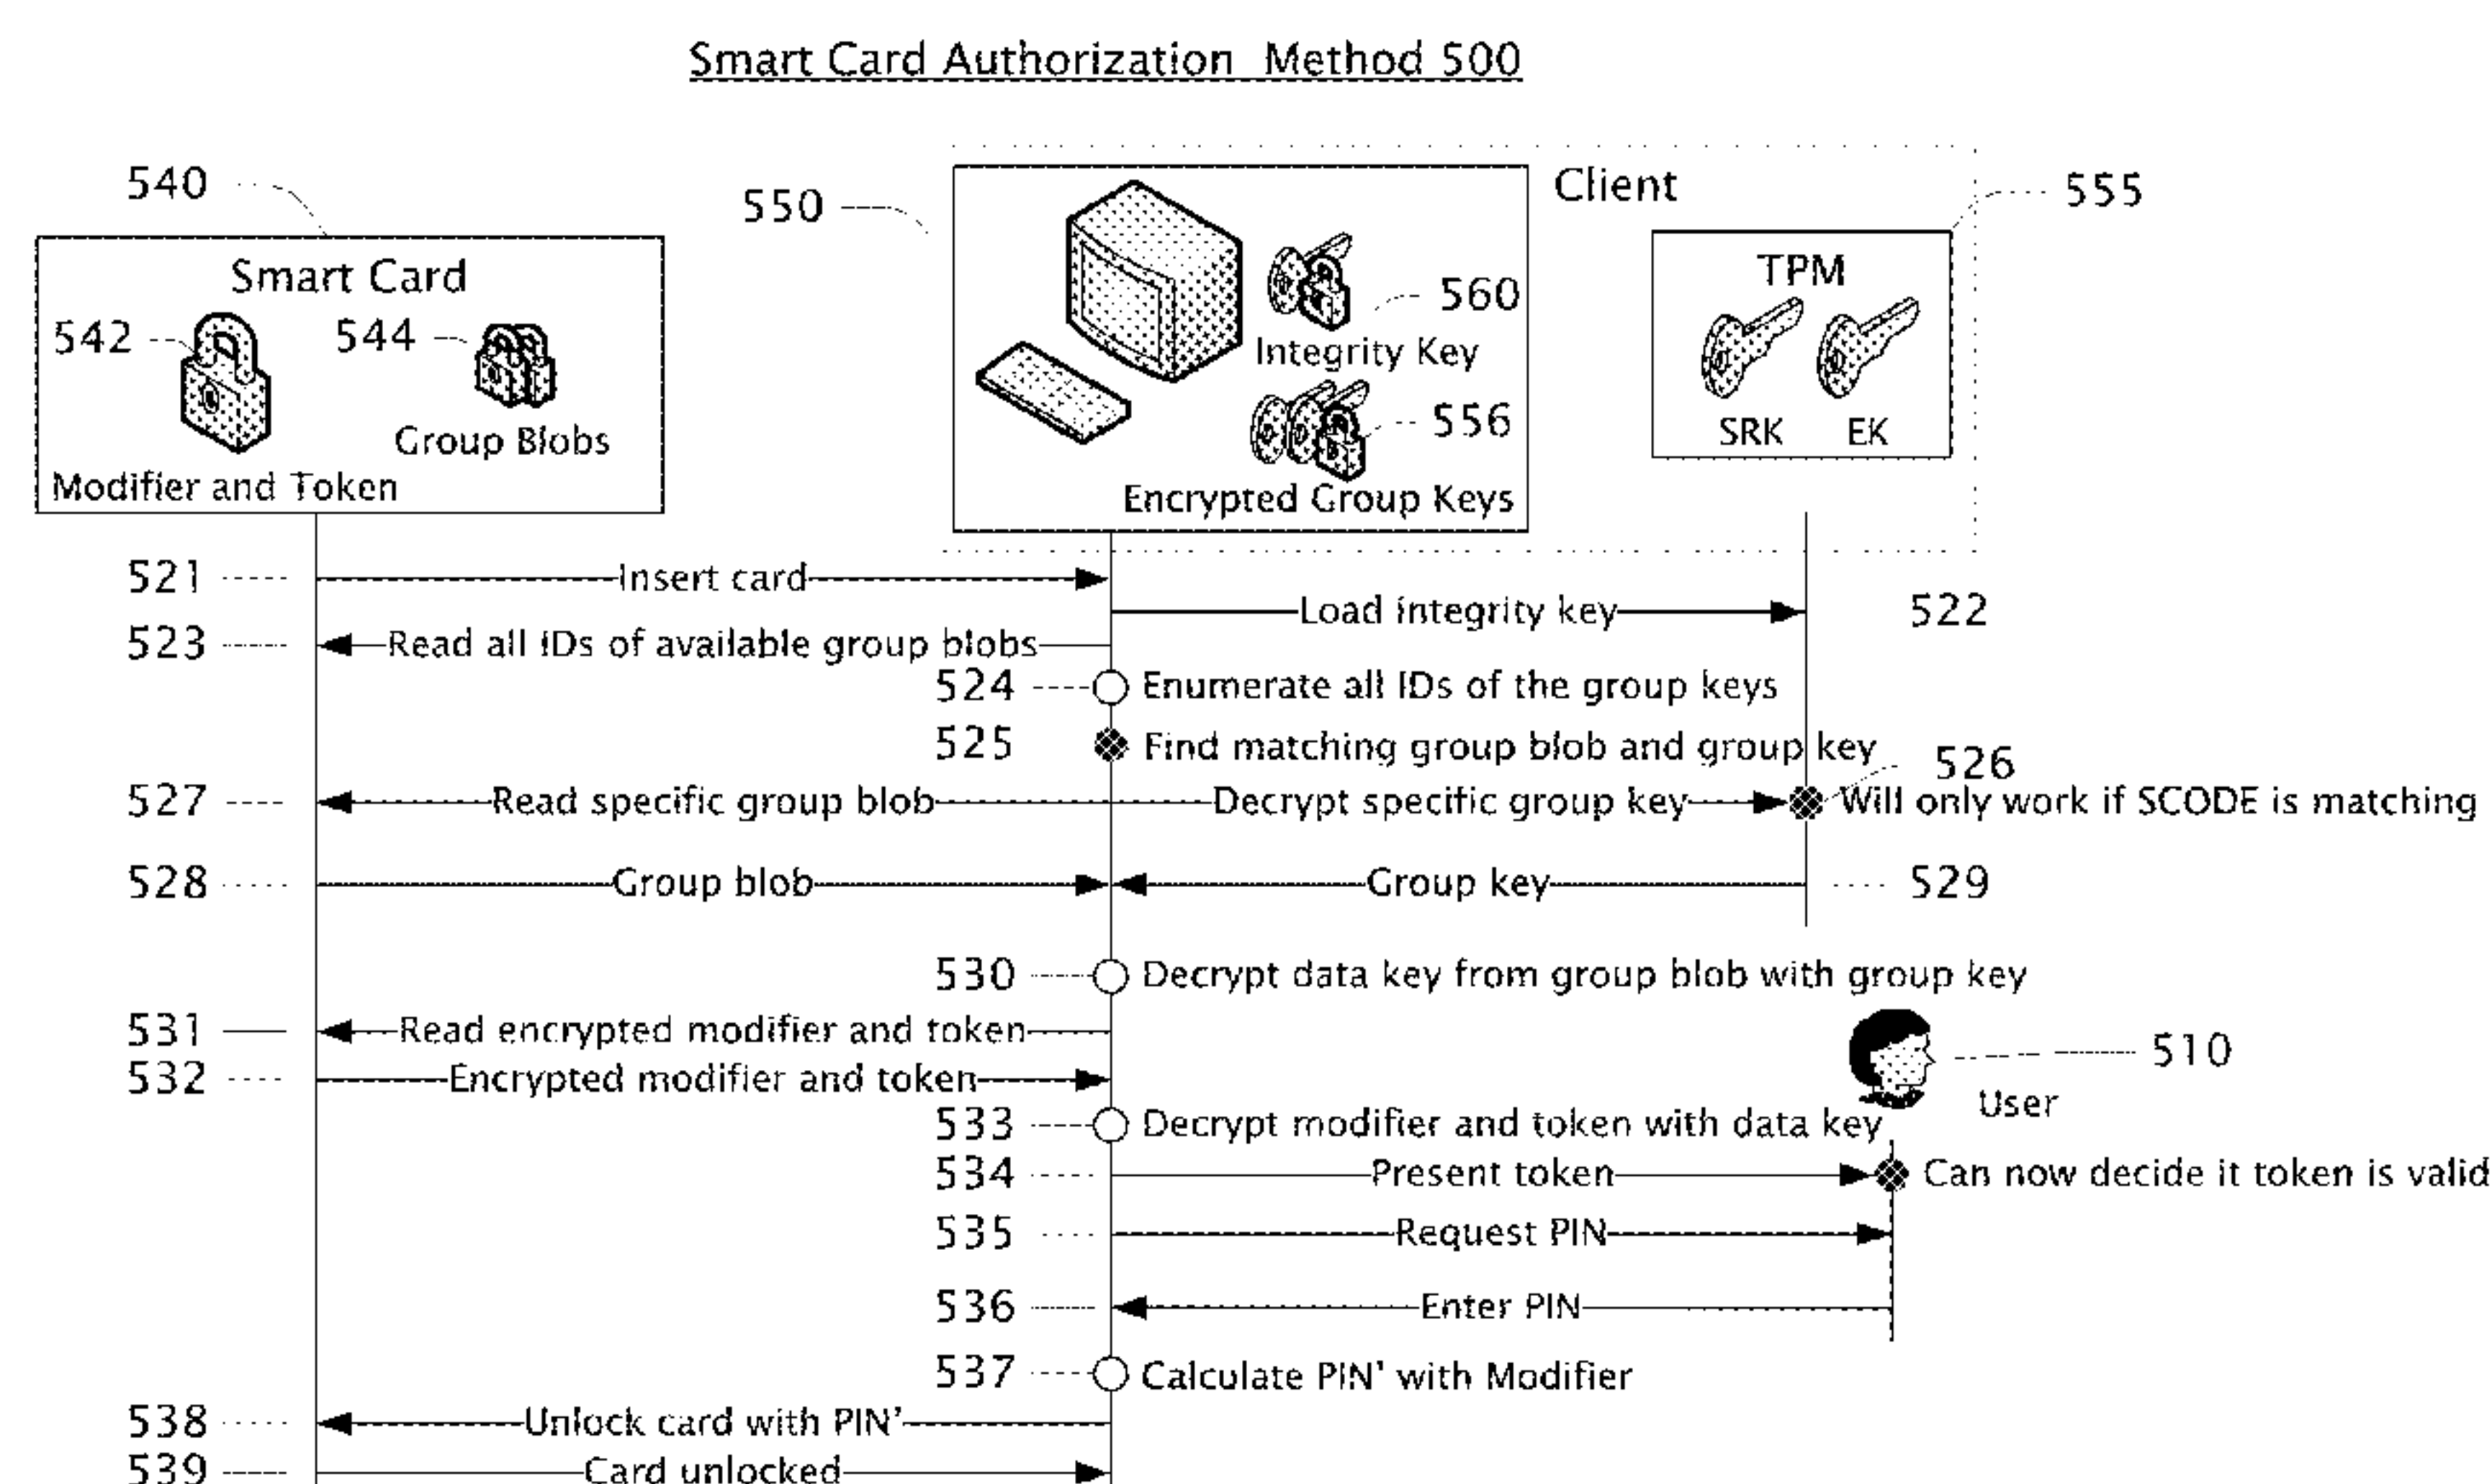 Smart Card Authorization Method 500
540
550
Client
555
Smart Card
542
544
Group Blobs
Modifier and Token
560
Integrity Key
556
Encrypted Group Keys
TPM
SRK EK
521 Insert card
Load integrity key 522
523 Read all IDs of available group blobs
524 Enumerate all IDs of the group keys
525 Find matching group blob and group key
526
527 Read specific group blob Decrypt specific group key Will only work if SCODE is matching
528 Group blob Group key 529
530 Decrypt data key from group blob with group key
531 Read encrypted modifier and token
510
User
532 Encrypted modifier and token
533 Decrypt modifier and token with data key
534 Present token Can now decide it token is valid
535 Request PIN
536 Enter PIN
537 Calculate PIN' with Modifier
538 Unlock card with PIN'
539 Card unlocked